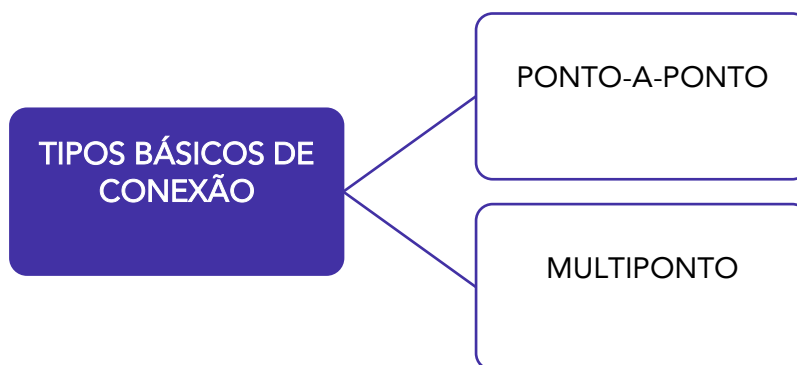 TIPOS BÁSICOS DE
CONEXÃO
PONTO-A-PONTO
MULTIPONTO